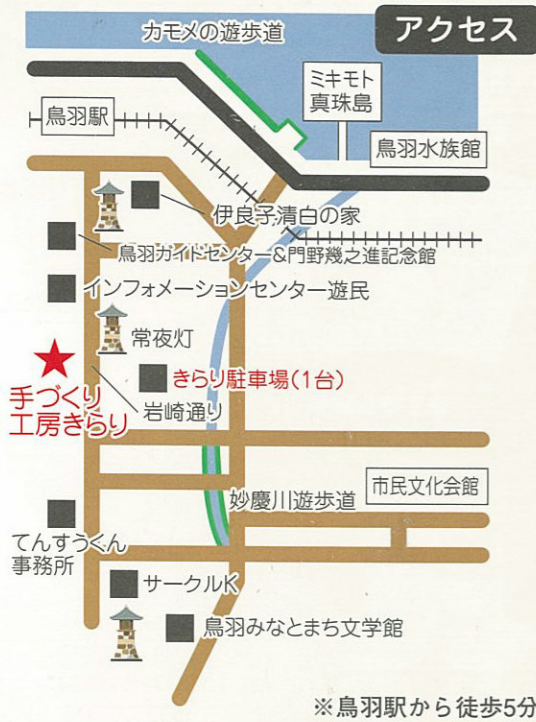 アクセス
カモメの遊歩道
ミキモト
真珠島
鳥羽駅
鳥羽水族館
伊良子清白の家
鳥羽ガイドセンター&門野幾之進記念館
インフォメーションセンター遊民
常夜灯
きらり駐車場(1台)
手づくり
工房きらり
岩崎通り
市民文化会館
妙慶川遊歩道
てんすうくん
事務所
サークルK
鳥羽みなとまち文学館
※鳥羽駅から徒歩5分